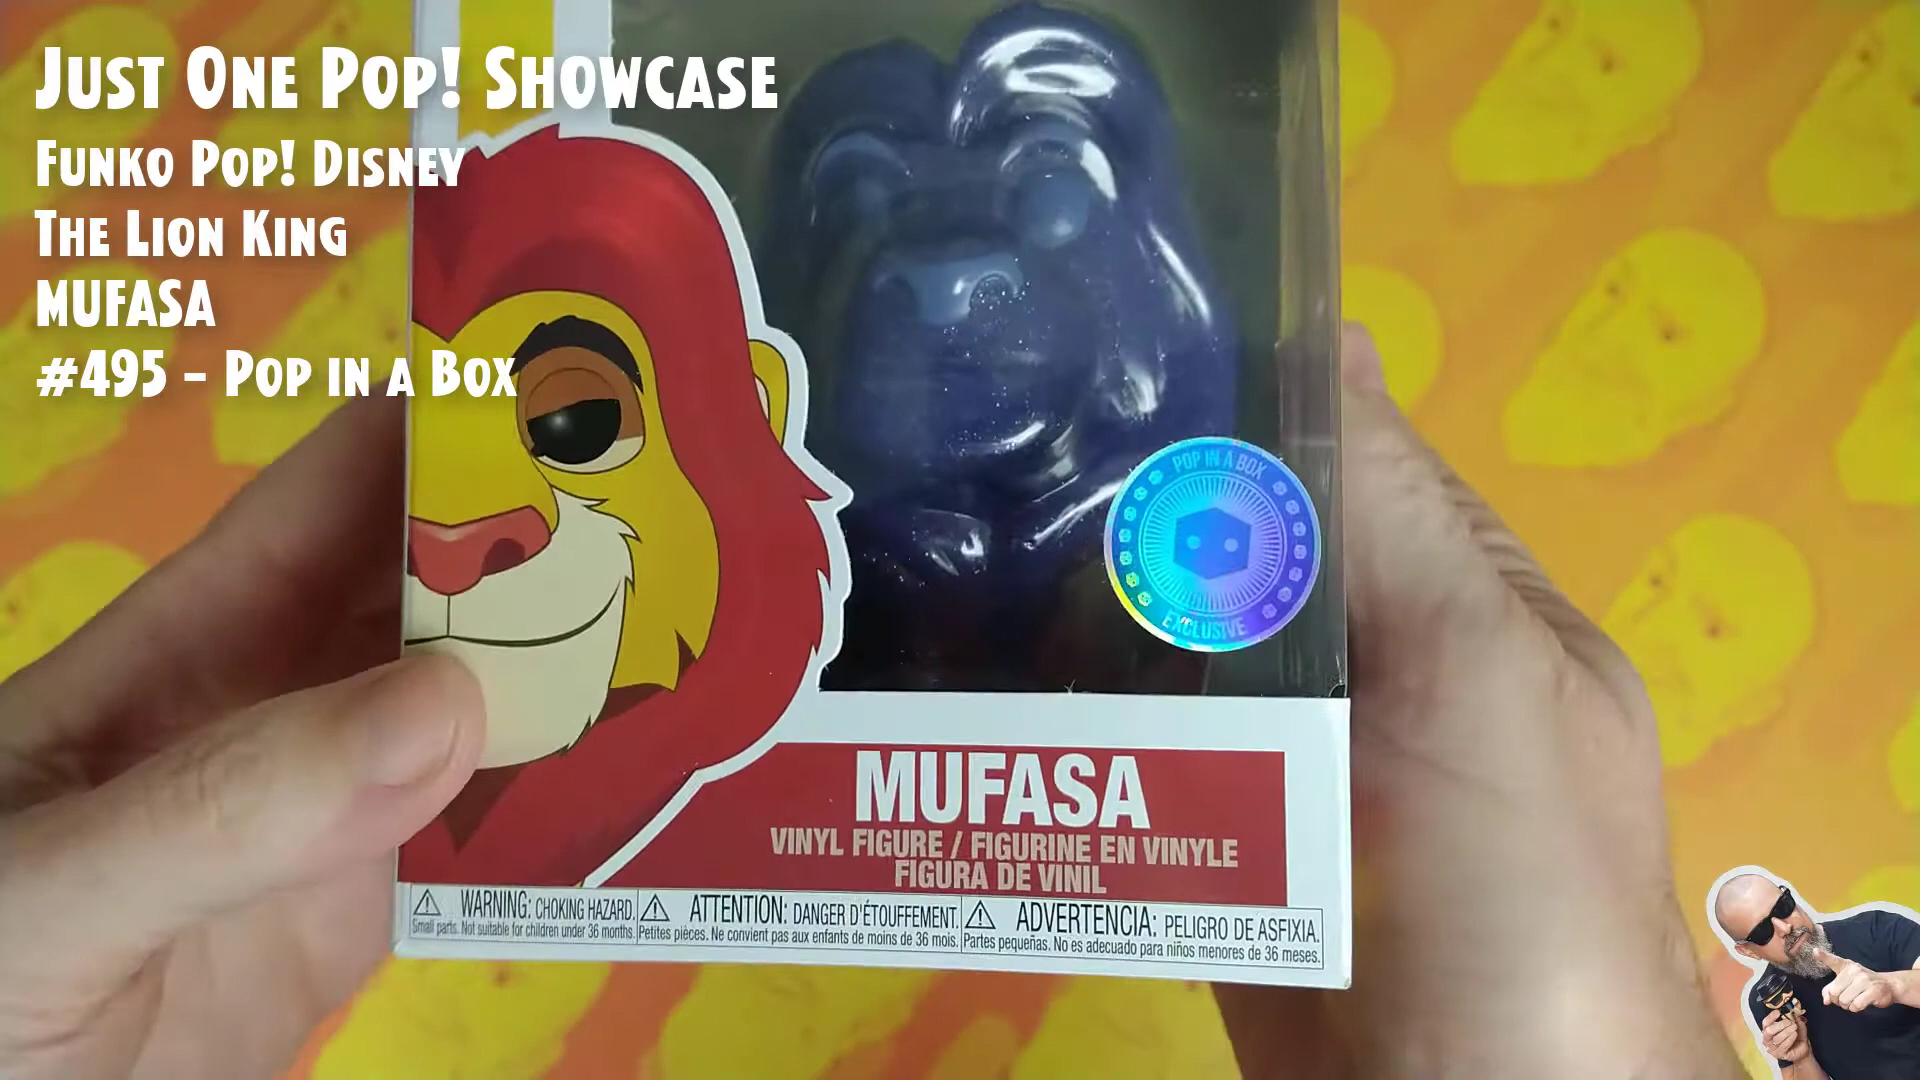 Just One Pop! Showcase
Funko Pop! Disney
The Lion King
MUFASA
#495 - Pop in a Box
POP IN A BOX
EXCLUSIVE
MUFASA
VINYL FIGURE / FIGURINE EN VINYLE
FIGURA DE VINIL
WARNING: CHOKING HAZARD.
Small parts. Not suitable for children under 36 months.
ATTENTION: DANGER D'ÉTOUFFEMENT.
Petites pièces. Ne convient pas aux enfants de moins de 36 mois.
ADVERTENCIA: PELIGRO DE ASFIXIA.
Partes pequeñas. No es adecuado para niños menores de 36 meses.